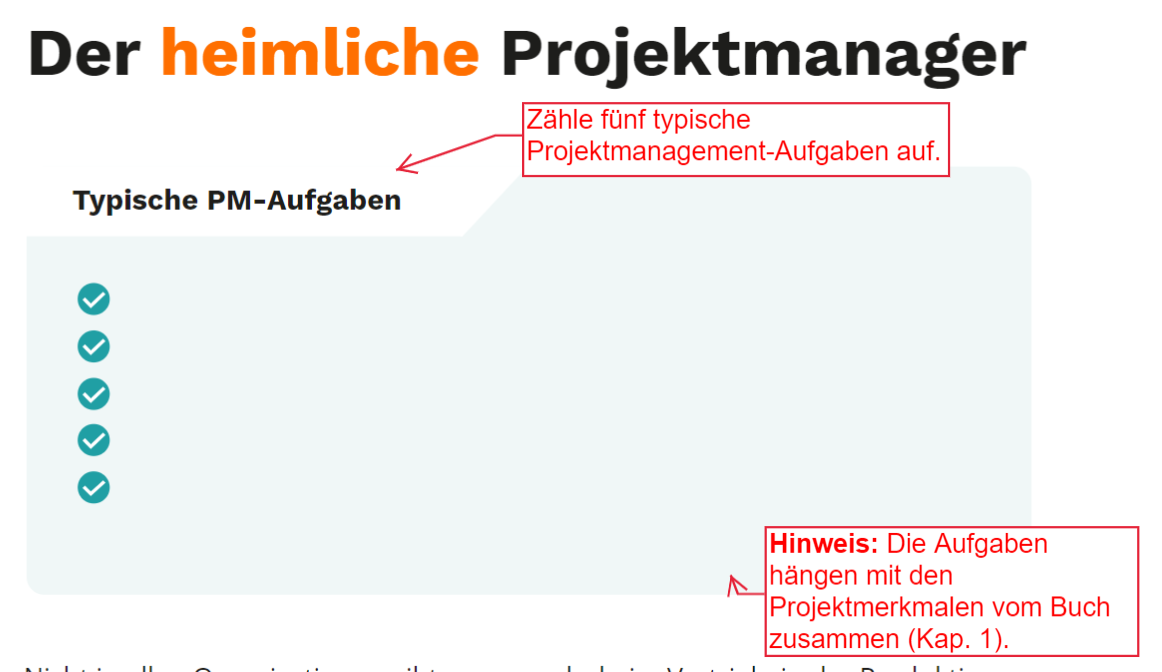 Der heimliche Projektmanager
Zähle fünf typische
Projektmanagement-Aufgaben auf.
Typische PM-Aufgaben
Hinweis: Die Aufgaben
hängen mit den
Projektmerkmalen vom Buch
zusammen (Kap. 1).